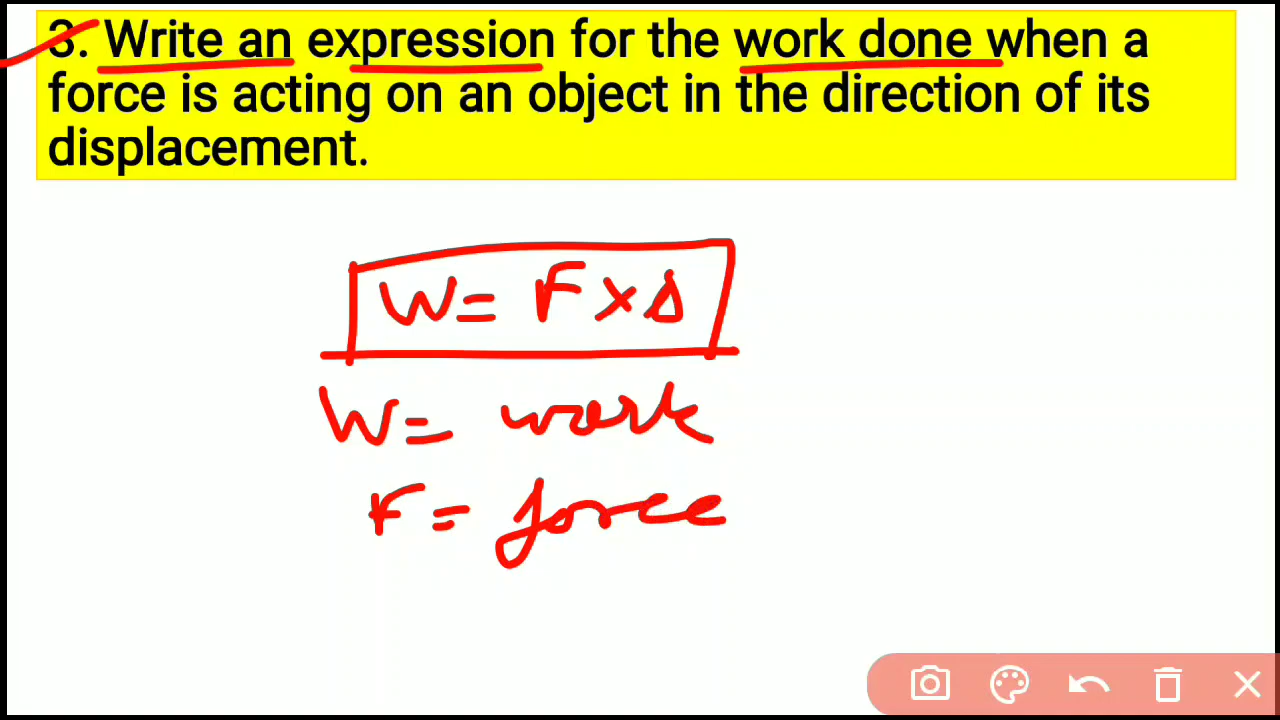 3. Write an expression for the work done when a
force is acting on an object in the direction of its
displacement.
W = F × s
W = work
F = force